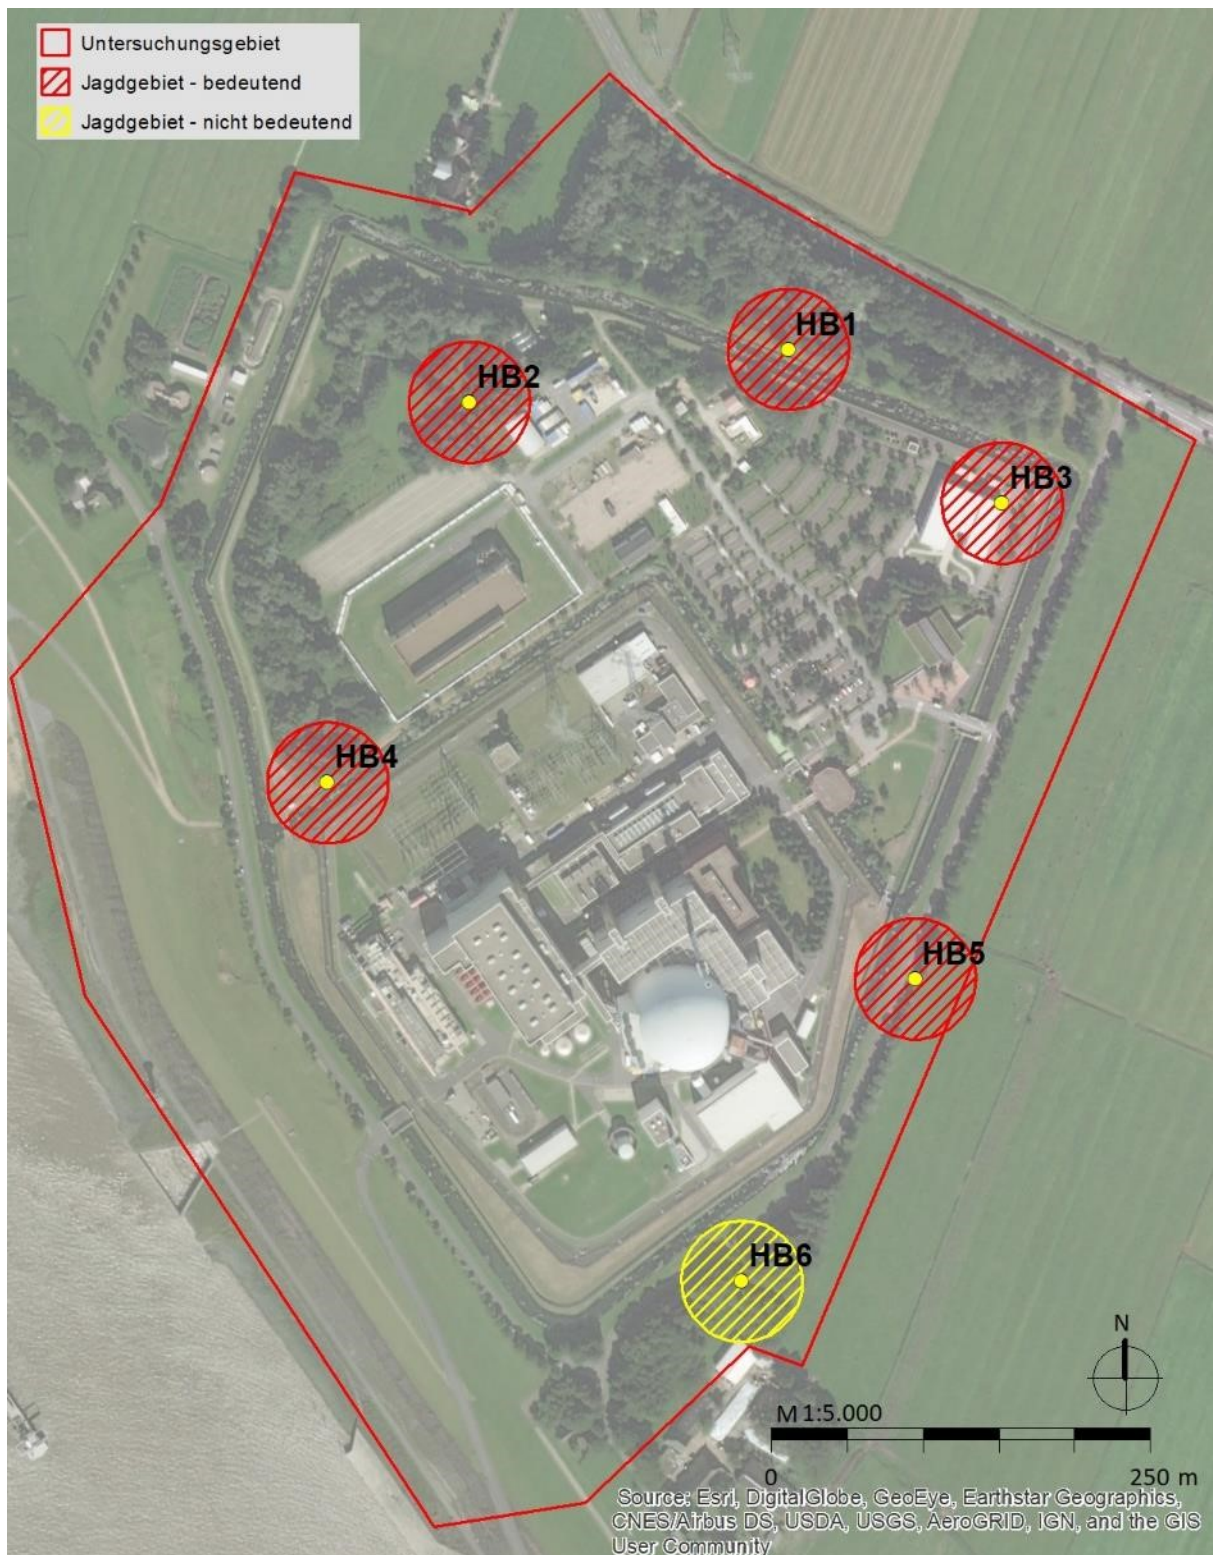 Untersuchungsgebiet
Jagdgebiet - bedeutend
Jagdgebiet - nicht bedeutend
HB1
HB2
HB3
HB4
HB5
HB6
N
M 1:5.000
0 250 m
Source: Esri, DigitalGlobe, GeoEye, Earthstar Geographics,
CNES/Airbus DS, USDA, USGS, AeroGRID, IGN, and the GIS
User Community